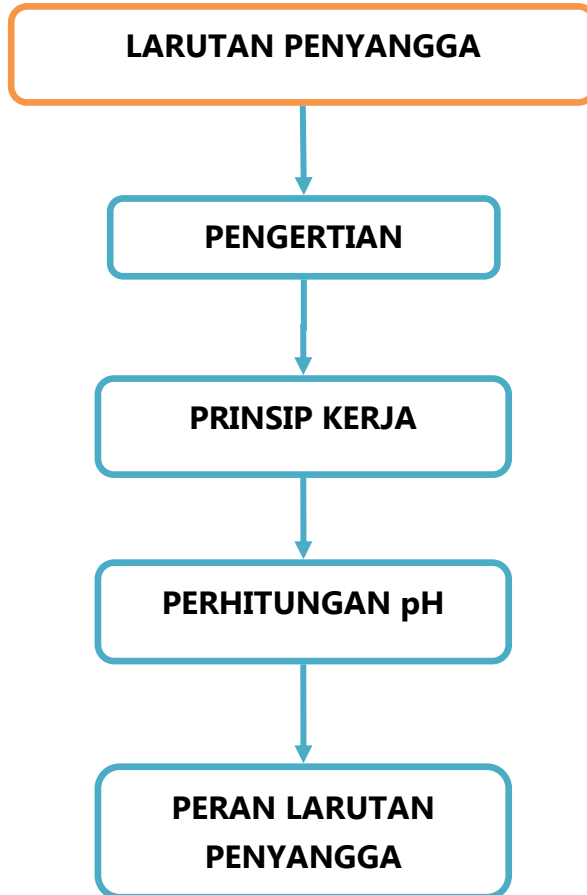 LARUTAN PENYANGGA
PENGERTIAN
PRINSIP KERJA
PERHITUNGAN pH
PERAN LARUTAN
PENYANGGA